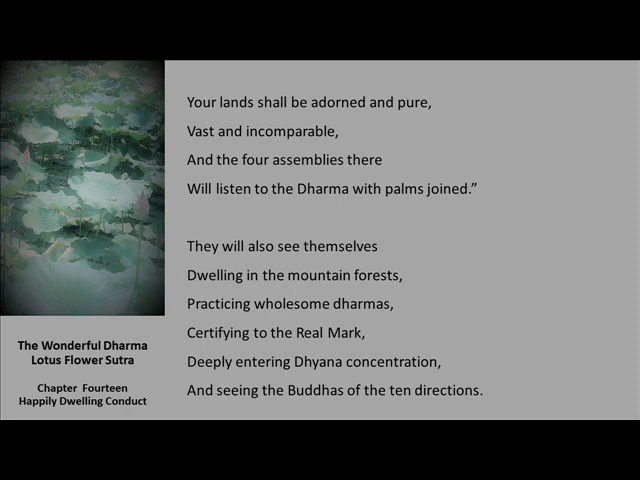 Your lands shall be adorned and pure,
Vast and incomparable,
And the four assemblies there
Will listen to the Dharma with palms joined.”
They will also see themselves
Dwelling in the mountain forests,
Practicing wholesome dharmas,
Certifying to the Real Mark,
Deeply entering Dhyana concentration,
And seeing the Buddhas of the ten directions.
The Wonderful Dharma
Lotus Flower Sutra
Chapter Fourteen
Happily Dwelling Conduct